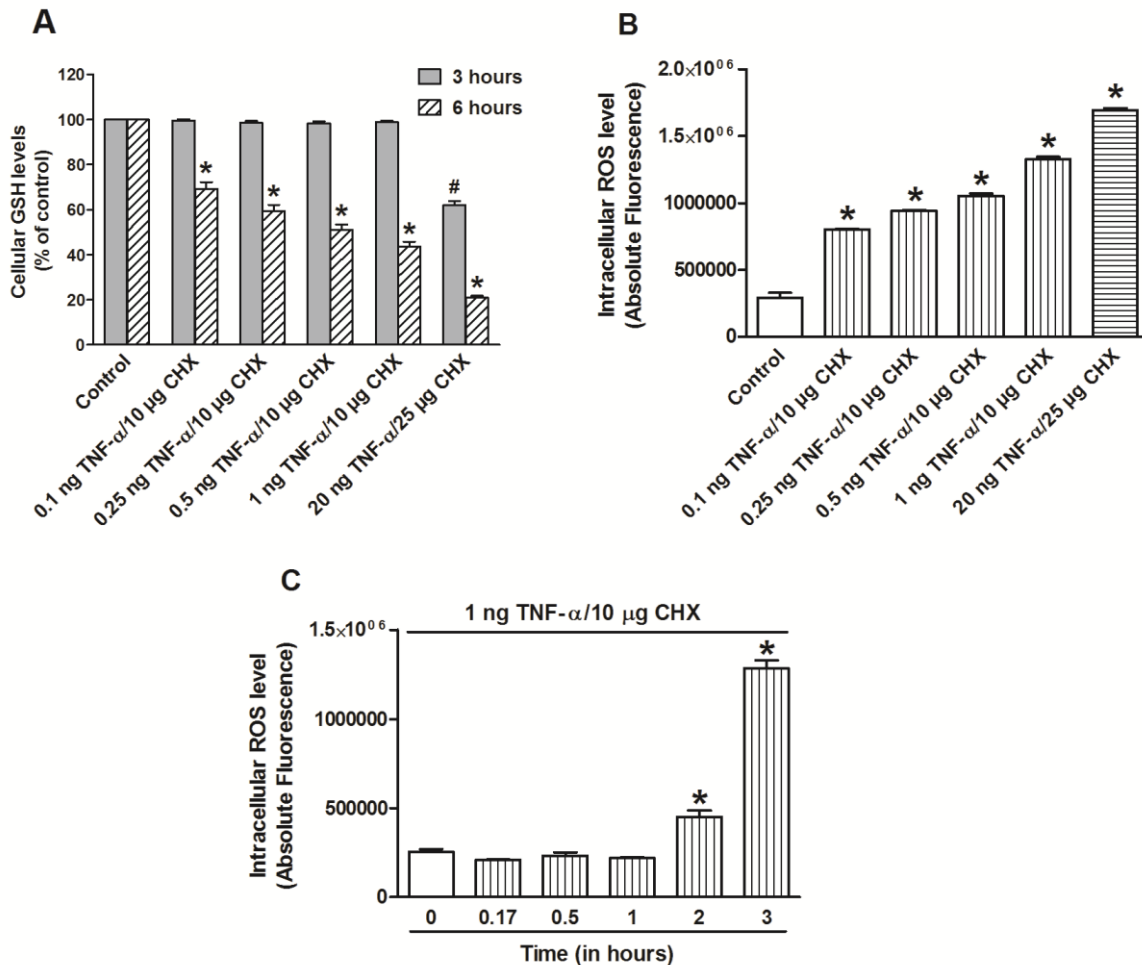 A
Cellular GSH levels
(% of control)
120
100
80
60
40
20
0
3 hours
6 hours
*
*
*
*
#
*
Control
0.1 ng TNF-α/10 µg CHX
0.25 ng TNF-α/10 µg CHX
0.5 ng TNF-α/10 µg CHX
1 ng TNF-α/10 µg CHX
20 ng TNF-α/25 µg CHX
B
Intracellular ROS level
(Absolute Fluorescence)
2.0×10⁰⁶
1.5×10⁰⁶
1000000
500000
0
*
*
*
*
*
Control
0.1 ng TNF-α/10 µg CHX
0.25 ng TNF-α/10 µg CHX
0.5 ng TNF-α/10 µg CHX
1 ng TNF-α/10 µg CHX
20 ng TNF-α/25 µg CHX
C
1 ng TNF-α/10 µg CHX
Intracellular ROS level
(Absolute Fluorescence)
1.5×10⁰⁶
1000000
500000
0
*
*
0 0.17 0.5 1 2 3
Time (in hours)